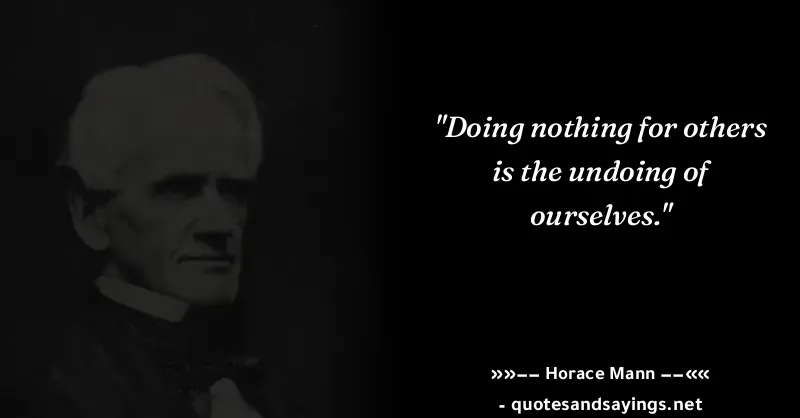 "Doing nothing for others
is the undoing of
ourselves."
»»−− Horace Mann −−««
- quotesandsayings.net